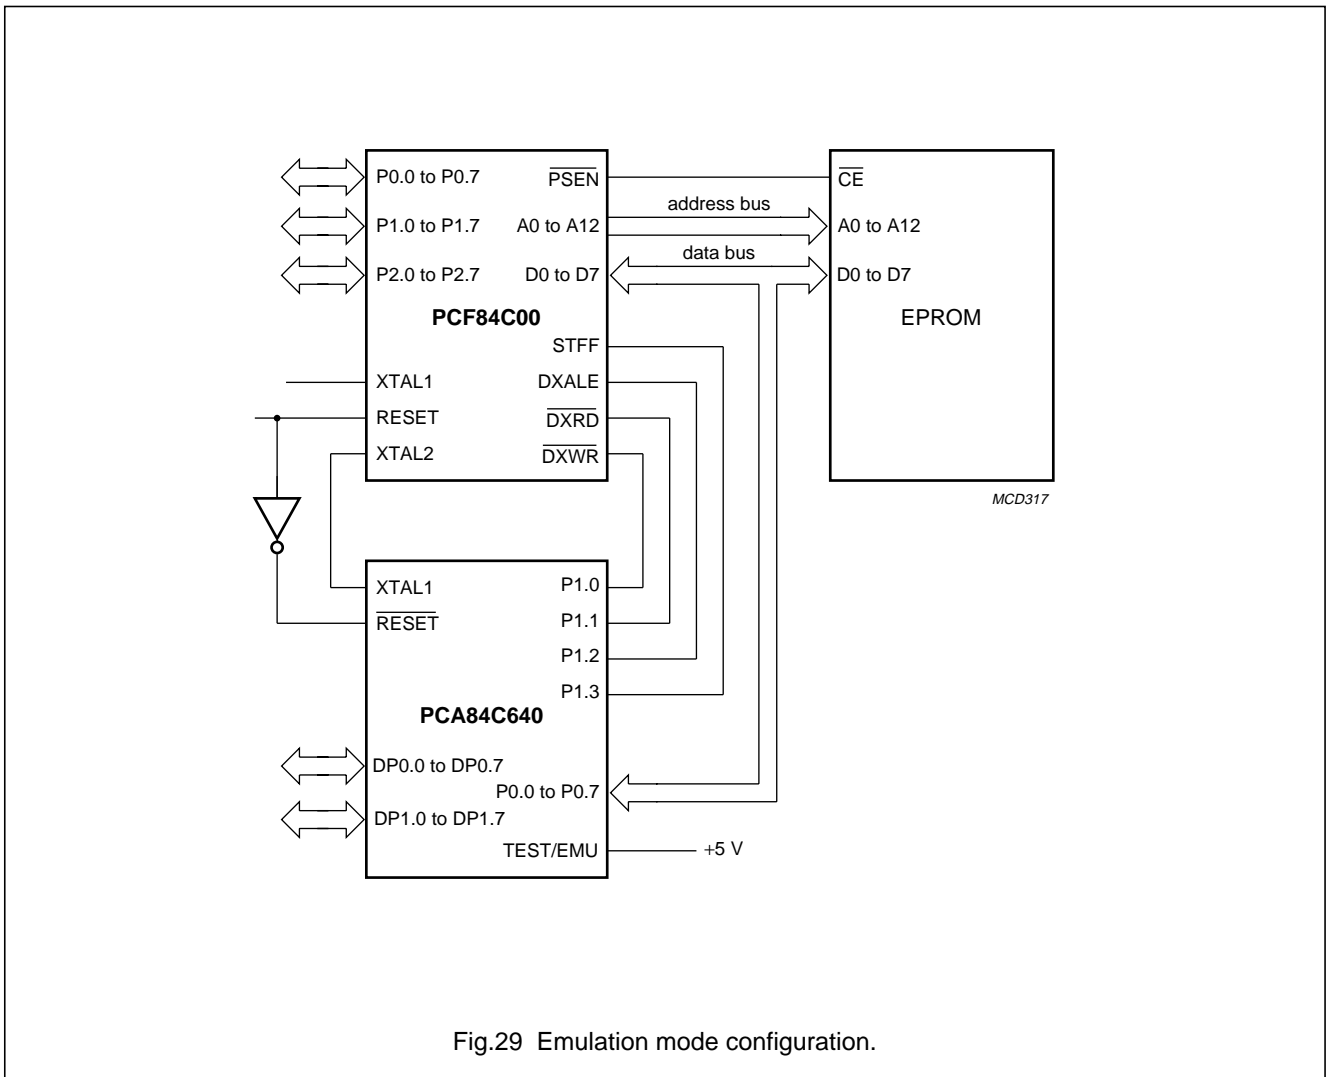 P0.0 to P0.7
P1.0 to P1.7
P2.0 to P2.7
PCF84C00
XTAL1
RESET
XTAL2
PSEN
A0 to A12
D0 to D7
STFF
DXALE
DXRD
DXWR
address bus
data bus
CE
A0 to A12
D0 to D7
EPROM
MCD317
XTAL1
RESET
P1.0
P1.1
P1.2
P1.3
PCA84C640
DP0.0 to DP0.7
DP1.0 to DP1.7
P0.0 to P0.7
TEST/EMU
+5 V
Fig.29 Emulation mode configuration.